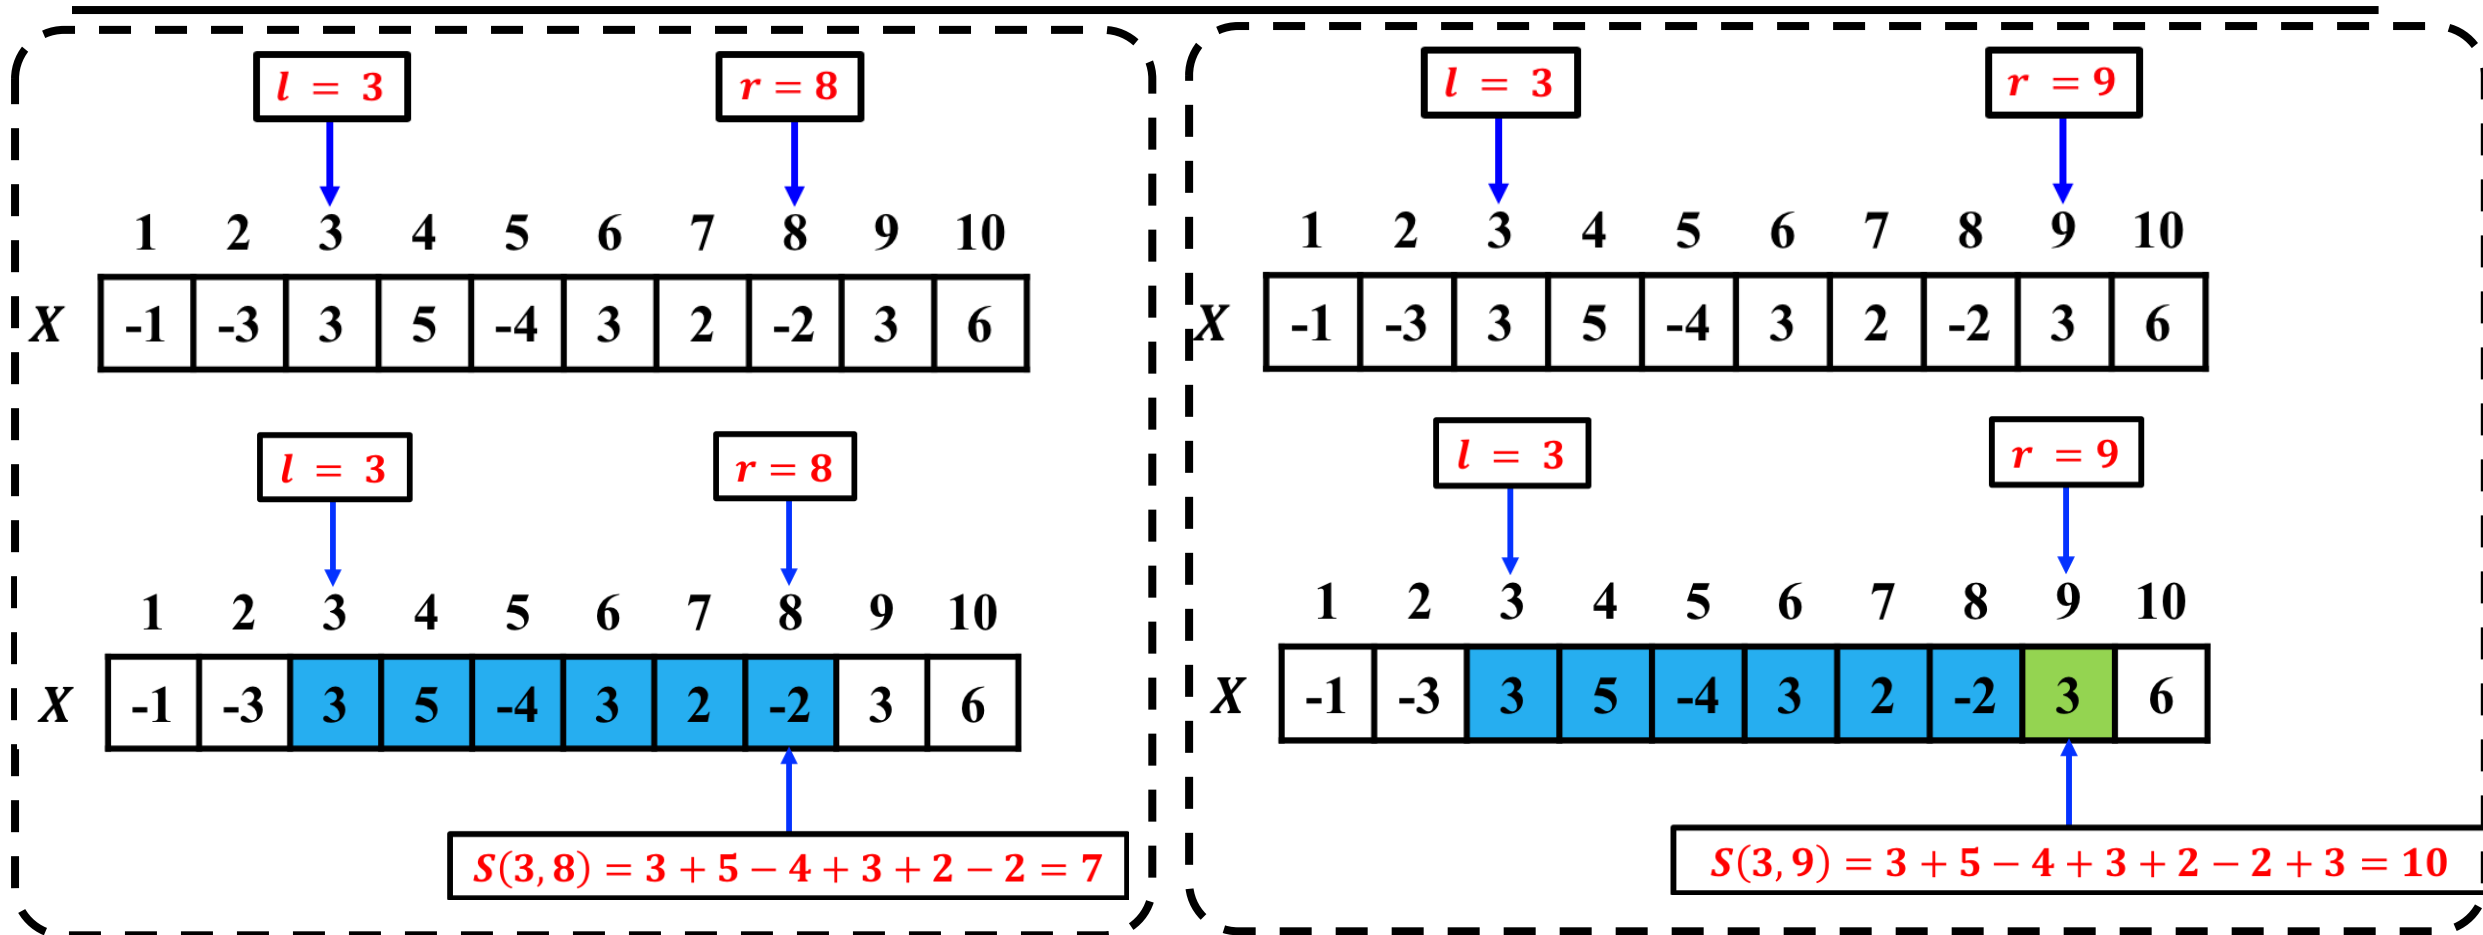 l = 3
r = 8
1 2 3 4 5 6 7 8 9 10
X -1 -3 3 5 -4 3 2 -2 3 6
l = 3
r = 8
1 2 3 4 5 6 7 8 9 10
X -1 -3 3 5 -4 3 2 -2 3 6
S(3,8) = 3 + 5 − 4 + 3 + 2 − 2 = 7
l = 3
r = 9
1 2 3 4 5 6 7 8 9 10
X -1 -3 3 5 -4 3 2 -2 3 6
l = 3
r = 9
1 2 3 4 5 6 7 8 9 10
X -1 -3 3 5 -4 3 2 -2 3 6
S(3,9) = 3 + 5 − 4 + 3 + 2 − 2 + 3 = 10